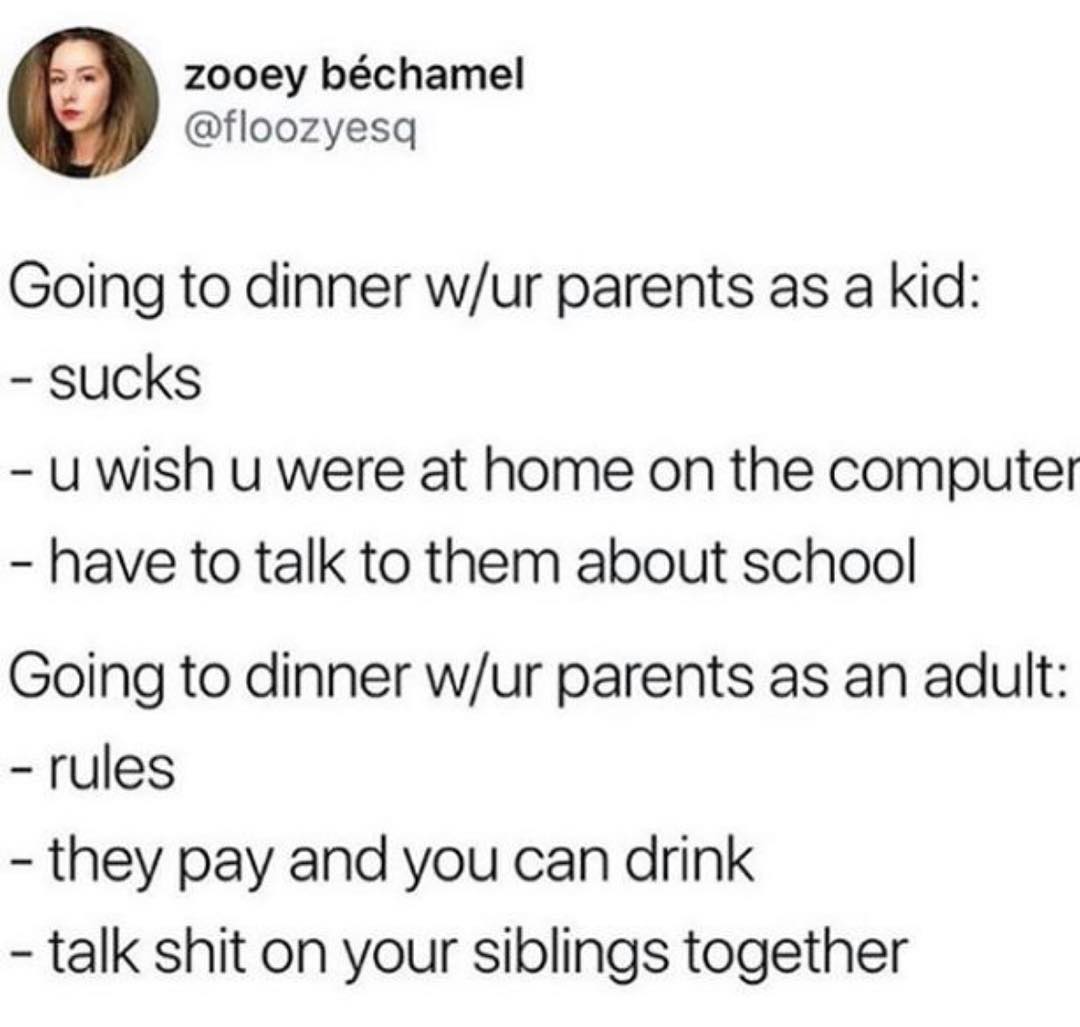 zooey béchamel
@floozyesq
Going to dinner w/ur parents as a kid:
- sucks
- u wish u were at home on the computer
- have to talk to them about school
Going to dinner w/ur parents as an adult:
- rules
- they pay and you can drink
- talk shit on your siblings together